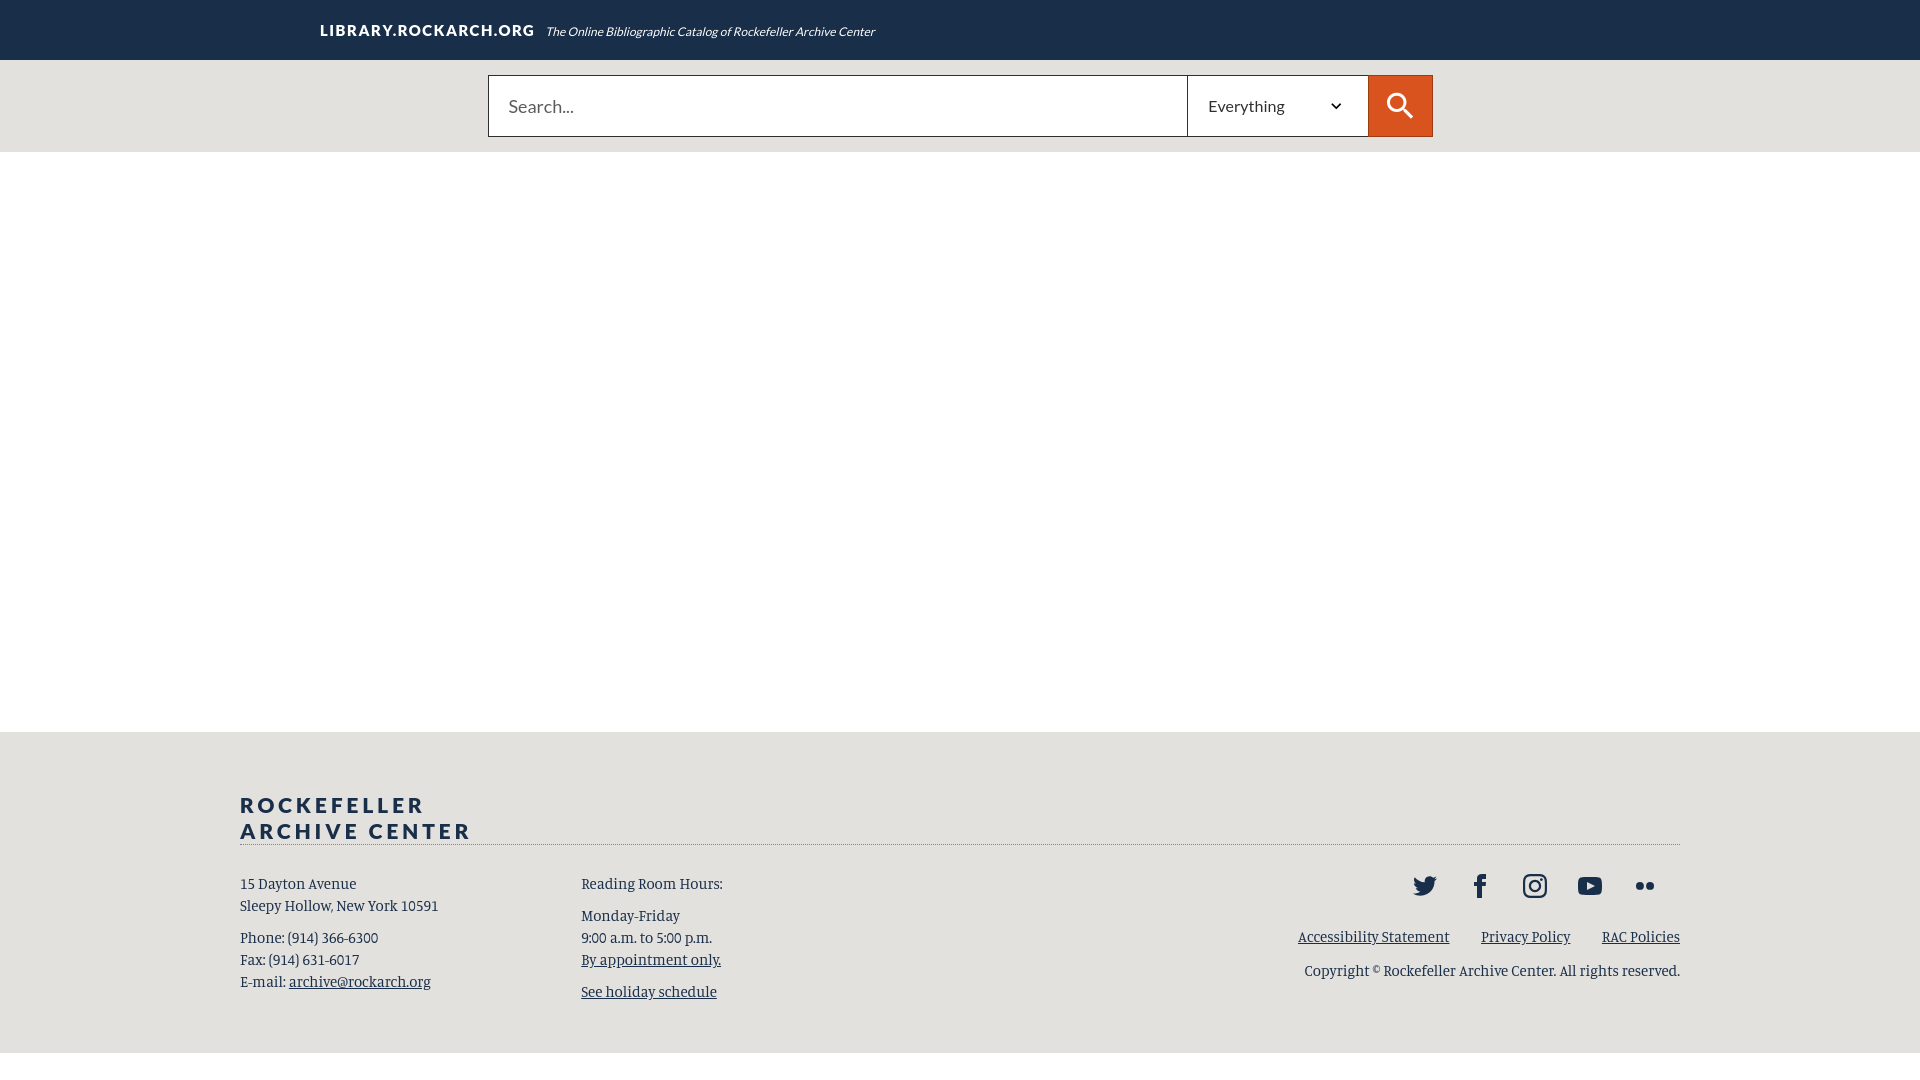 LIBRARY.ROCKARCH.ORG The Online Bibliographic Catalog of Rockefeller Archive Center
Search...
Everything
ROCKEFELLER
ARCHIVE CENTER
15 Dayton Avenue
Sleepy Hollow, New York 10591
Phone: (914) 366-6300
Fax: (914) 631-6017
E-mail: archive@rockarch.org
Reading Room Hours:
Monday-Friday
9:00 a.m. to 5:00 p.m.
By appointment only.
See holiday schedule
Accessibility Statement Privacy Policy RAC Policies
Copyright © Rockefeller Archive Center. All rights reserved.